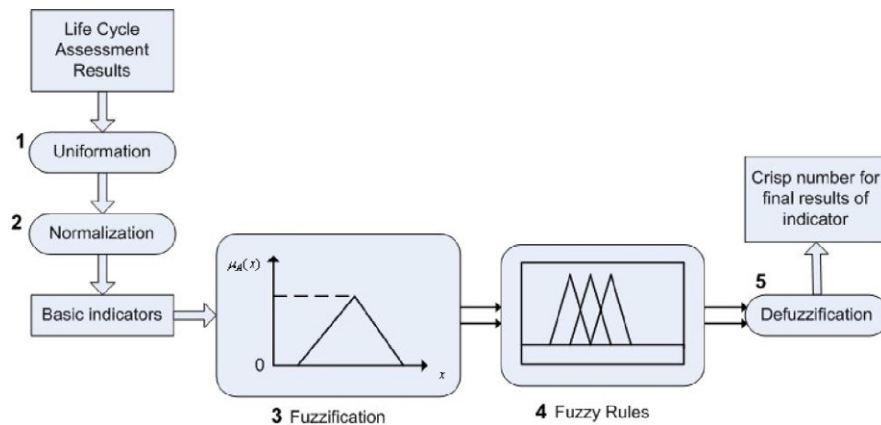 Life Cycle
Assessment
Results
1
Uniformation
2
Normalization
Basic indicators
μA(x)
0
x
3 Fuzzification
4 Fuzzy Rules
5
Defuzzification
Crisp number for
final results of
indicator